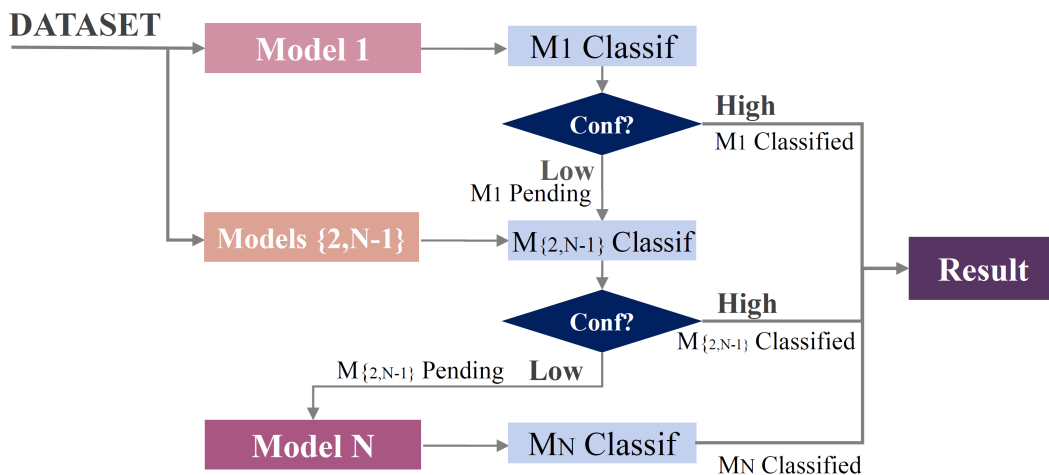 DATASET
Model 1
M1 Classif
Conf?
High
M1 Classified
Low
M1 Pending
Models {2,N-1}
M{2,N-1} Classif
Result
Conf?
High
M{2,N-1} Classified
M{2,N-1} Pending
Low
Model N
MN Classif
MN Classified